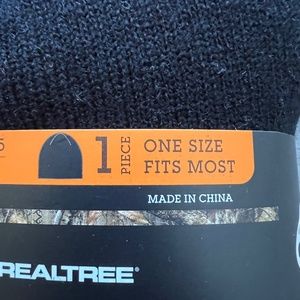 1 PIECE
ONE SIZE
FITS MOST
MADE IN CHINA
REALTREE®